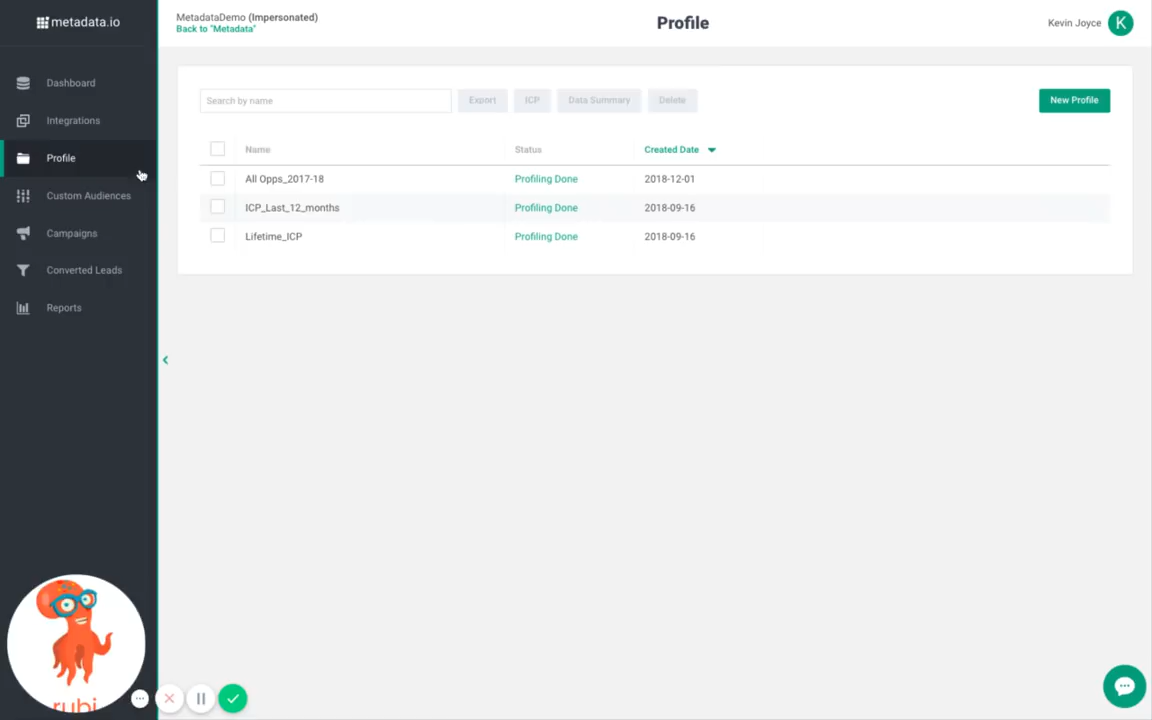 metadata.io
MetadataDemo (Impersonated)
Back to "Metadata"
Profile
Kevin Joyce
K
Dashboard
Integrations
Profile
Custom Audiences
Campaigns
Converted Leads
Reports
Search by name
Export
ICP
Data Summary
Delete
New Profile
Name Status Created Date
All Opps_2017-18 Profiling Done 2018-12-01
ICP_Last_12_months Profiling Done 2018-09-16
Lifetime_ICP Profiling Done 2018-09-16
rubi